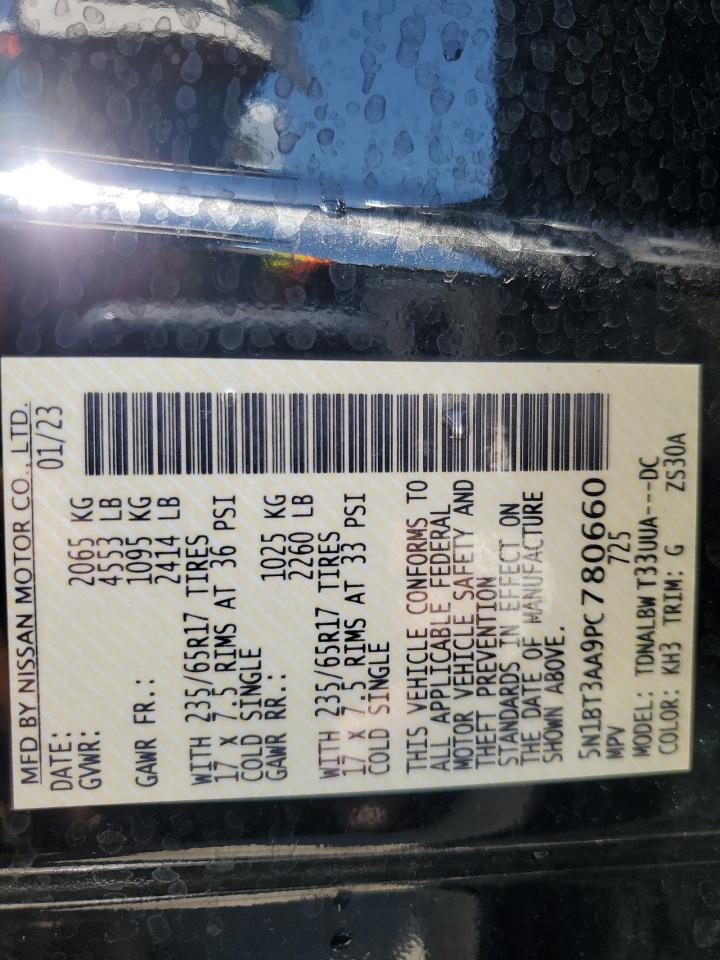 MFD BY NISSAN MOTOR CO., LTD.
DATE: 01/23
GVWR: 2065 KG
4553 LB
GAWR FR.: 1095 KG
2414 LB
WITH 235/65R17 TIRES
17 X 7.5 RIMS AT 36 PSI
COLD SINGLE
GAWR RR.: 1025 KG
2260 LB
WITH 235/65R17 TIRES
17 X 7.5 RIMS AT 33 PSI
COLD SINGLE
THIS VEHICLE CONFORMS TO
ALL APPLICABLE FEDERAL
MOTOR VEHICLE SAFETY AND
THEFT PREVENTION
STANDARDS IN EFFECT ON
THE DATE OF MANUFACTURE
SHOWN ABOVE.
5N1BT3AA9PC780660
MPV 725
MODEL: TDNALBWT33UUA---DC
COLOR: KH3 TRIM: G ZS30A